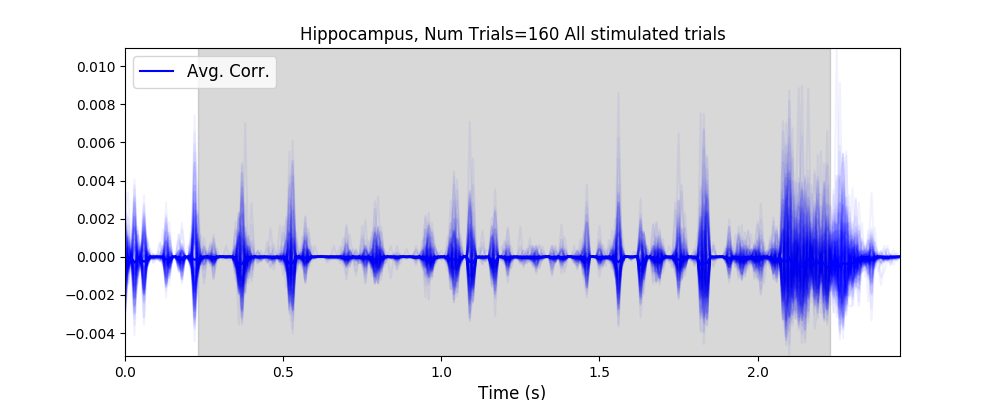 Hippocampus, Num Trials=160 All stimulated trials
Avg. Corr.
0.010
0.008
0.006
0.004
0.002
0.000
−0.002
−0.004
0.0 0.5 1.0 1.5 2.0
Time (s)